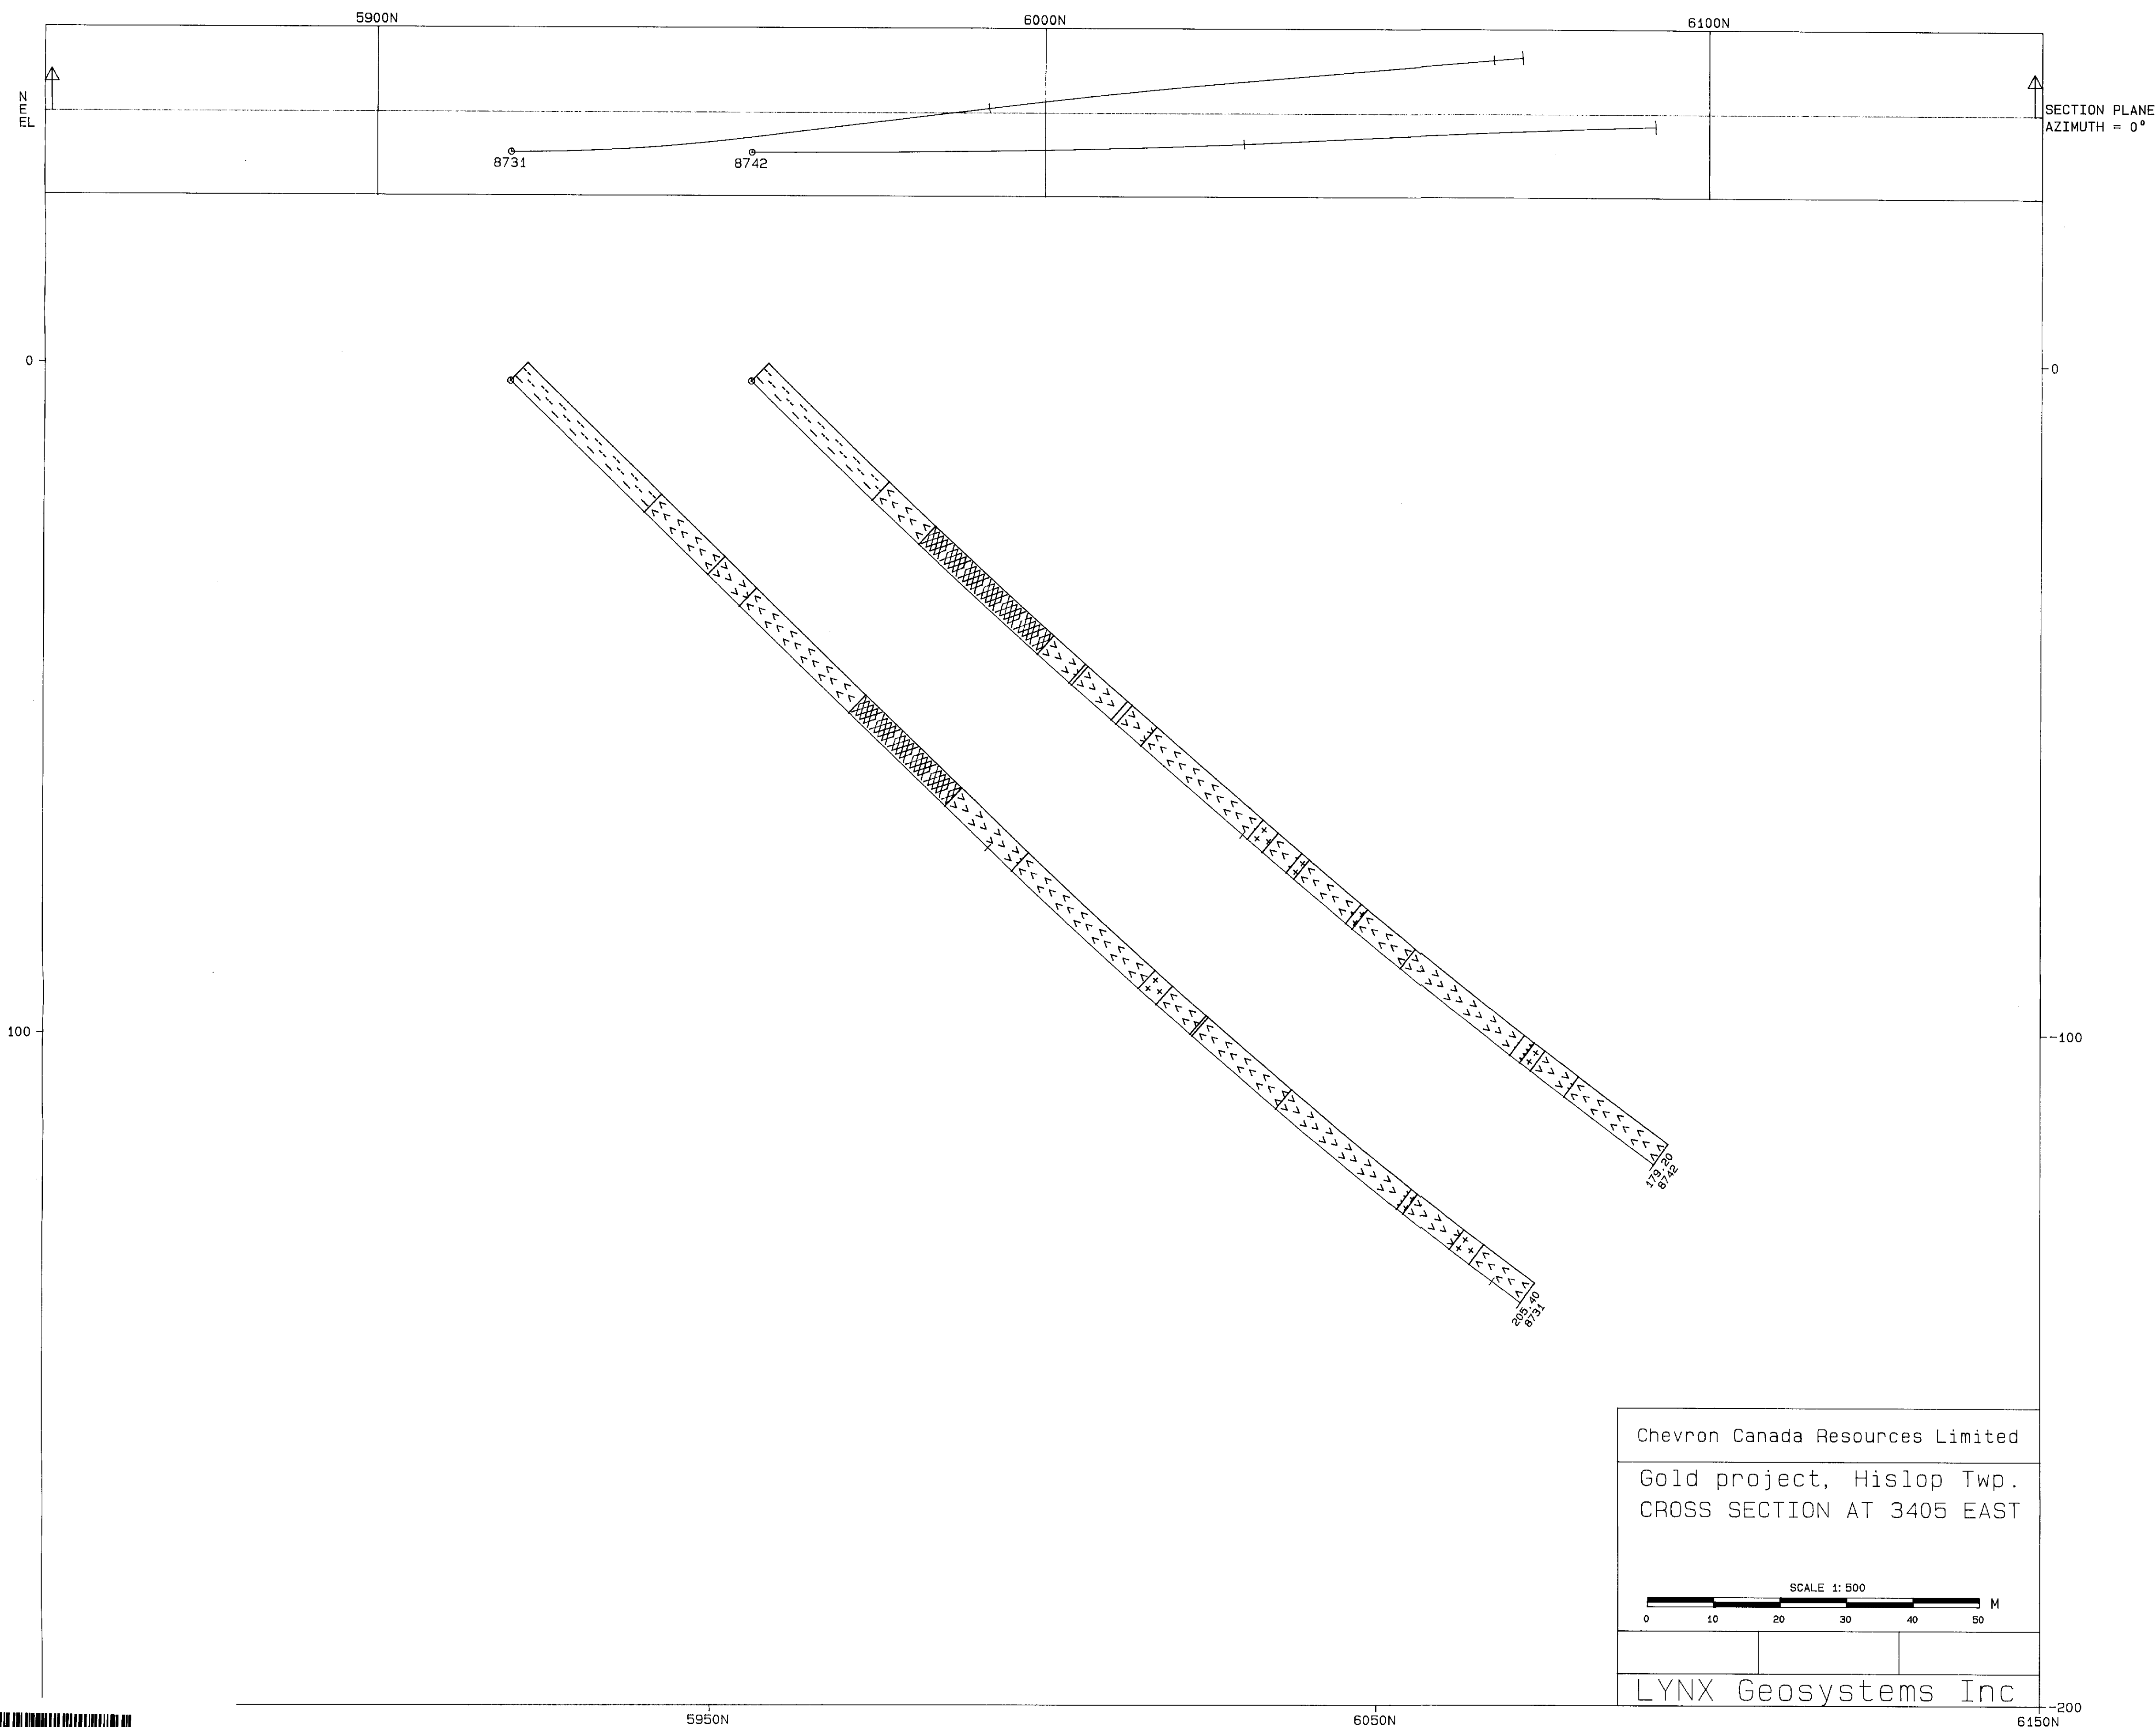 5900N
6000N
6100N
N
E
EL
SECTION PLANE
AZIMUTH = 0°
8731
8742
0
0
100
-100
179.20
8742
205.40
8731
Chevron Canada Resources Limited
Gold project, Hislop Twp.
CROSS SECTION AT 3405 EAST
SCALE 1:500
M
0 10 20 30 40 50
LYNX Geosystems Inc
-200
5950N
6050N
6150N